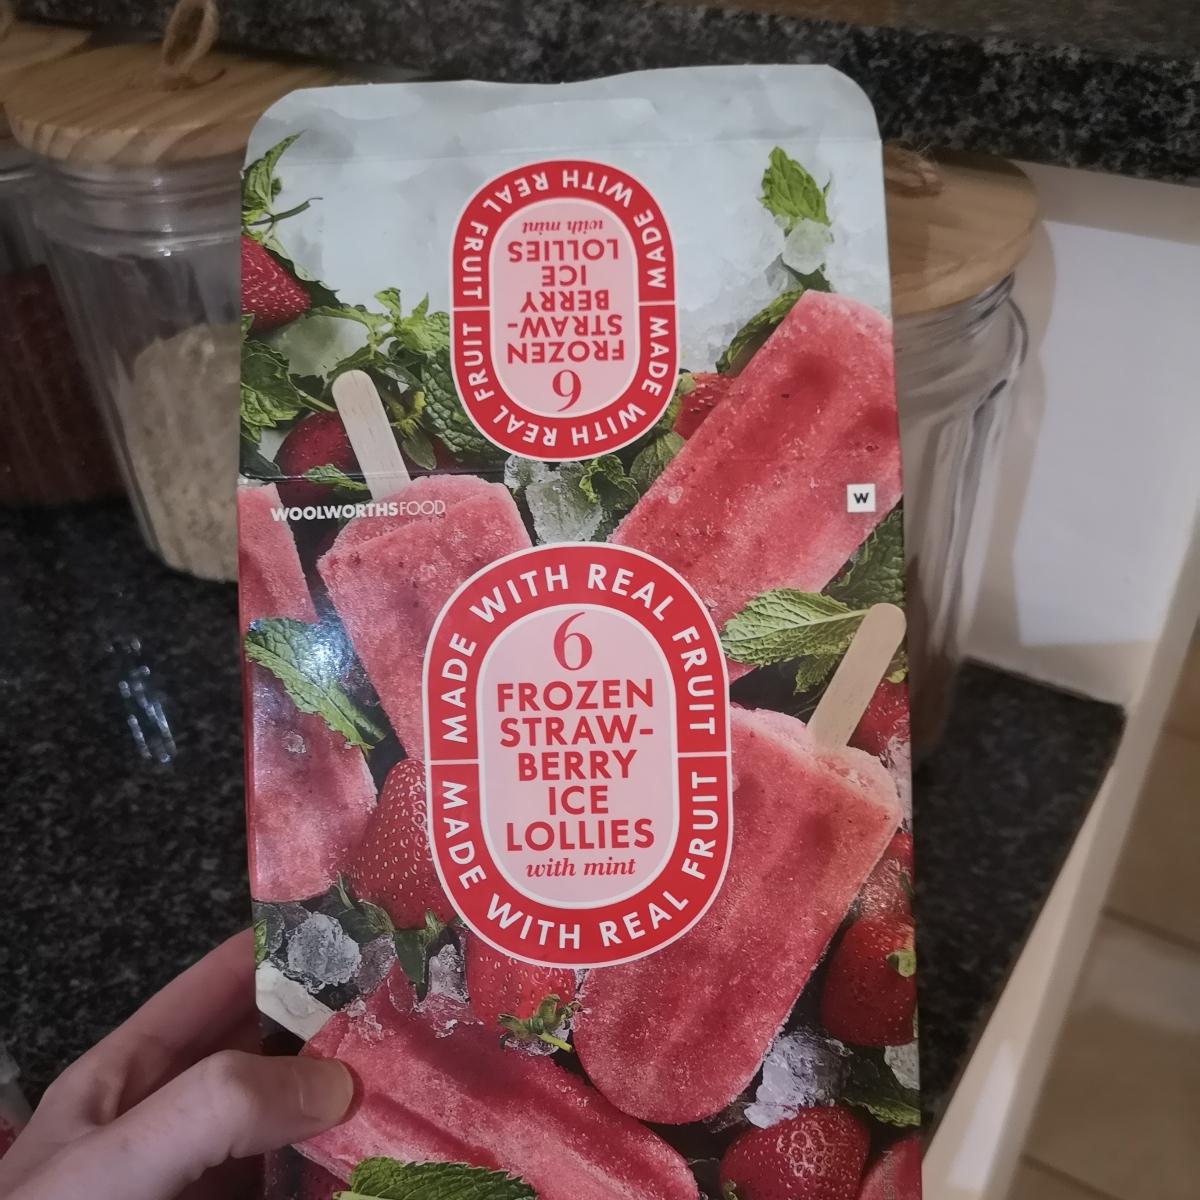 MADE WITH REAL FRUIT
MADE WITH REAL FRUIT
6
FROZEN
STRAW-
BERRY
ICE
LOLLIES
with mint
WOOLWORTHSFOOD
W
MADE WITH REAL FRUIT
6
FROZEN
STRAW-
BERRY
ICE
LOLLIES
with mint
MADE WITH REAL FRUIT